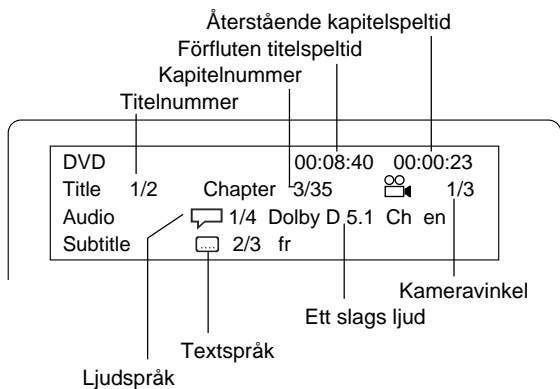 Återstående kapitelspeltid
Förfluten titelspeltid
Kapitelnummer
Titelnummer
DVD 00:08:40 00:00:23
Title 1/2 Chapter 3/35 1/3
Audio 1/4 Dolby D 5.1 Ch en
Subtitle .... 2/3 fr
Kameravinkel
Ett slags ljud
Textspråk
Ljudspråk